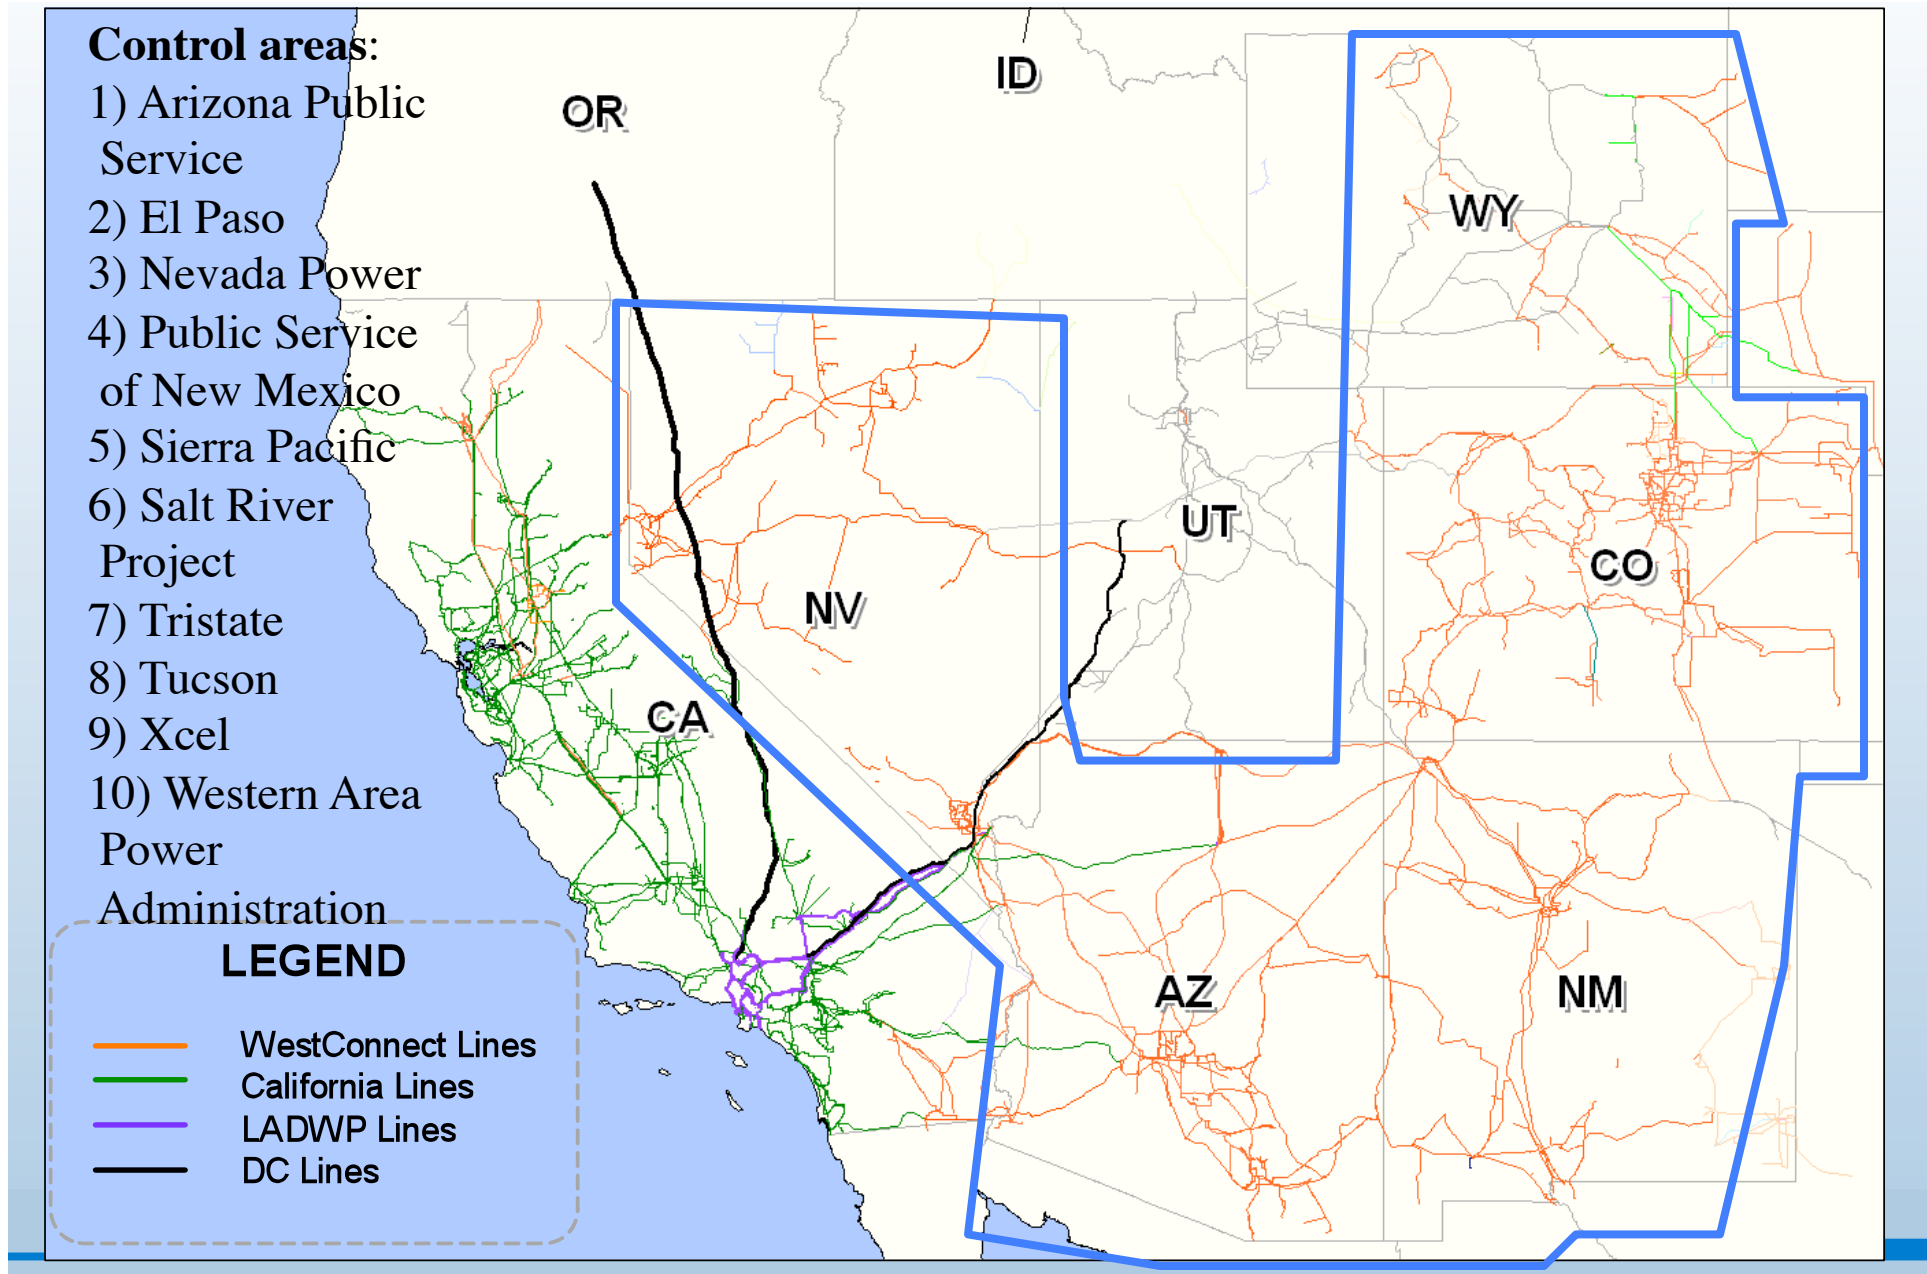 Control areas:
1) Arizona Public
Service
2) El Paso
3) Nevada Power
4) Public Service
of New Mexico
5) Sierra Pacific
6) Salt River
Project
7) Tristate
8) Tucson
9) Xcel
10) Western Area
Power
Administration
LEGEND
WestConnect Lines
California Lines
LADWP Lines
DC Lines
OR
ID
WY
UT
CO
NV
CA
AZ
NM